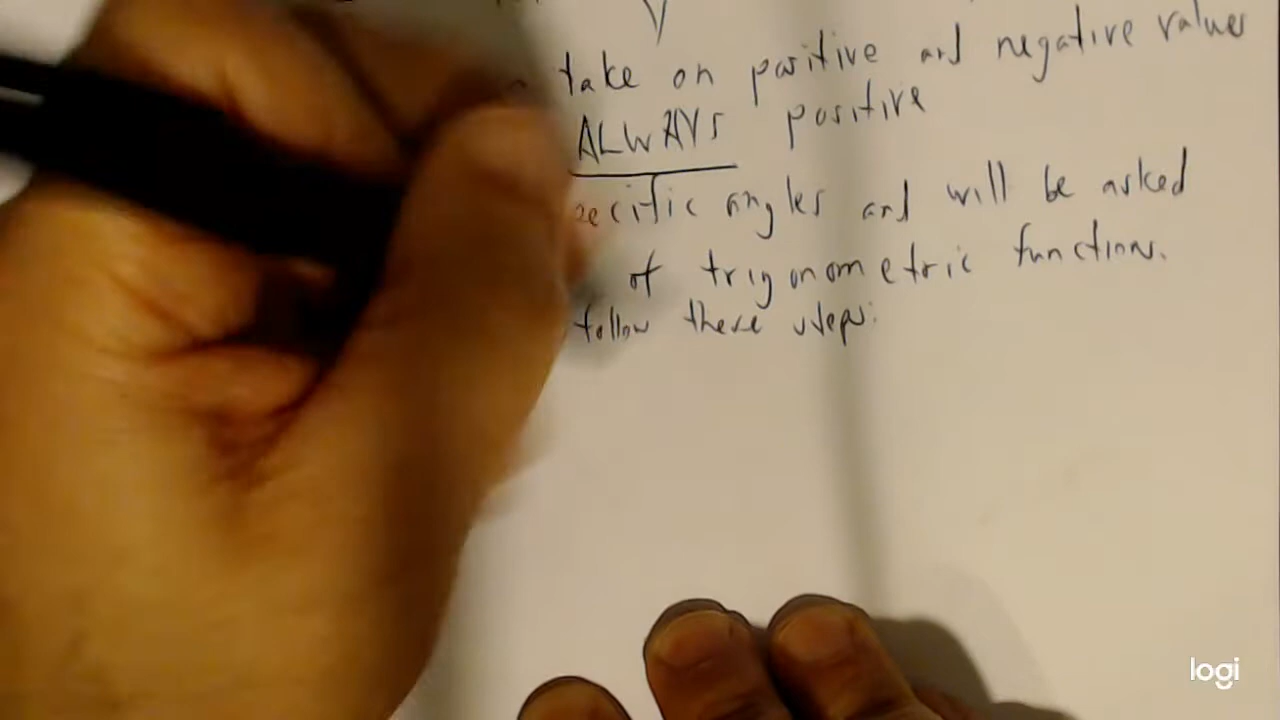 y
take on positive and negative values
ALWAYS positive
angles and will be asked
of trigonometric functions.
follow these steps:
logi